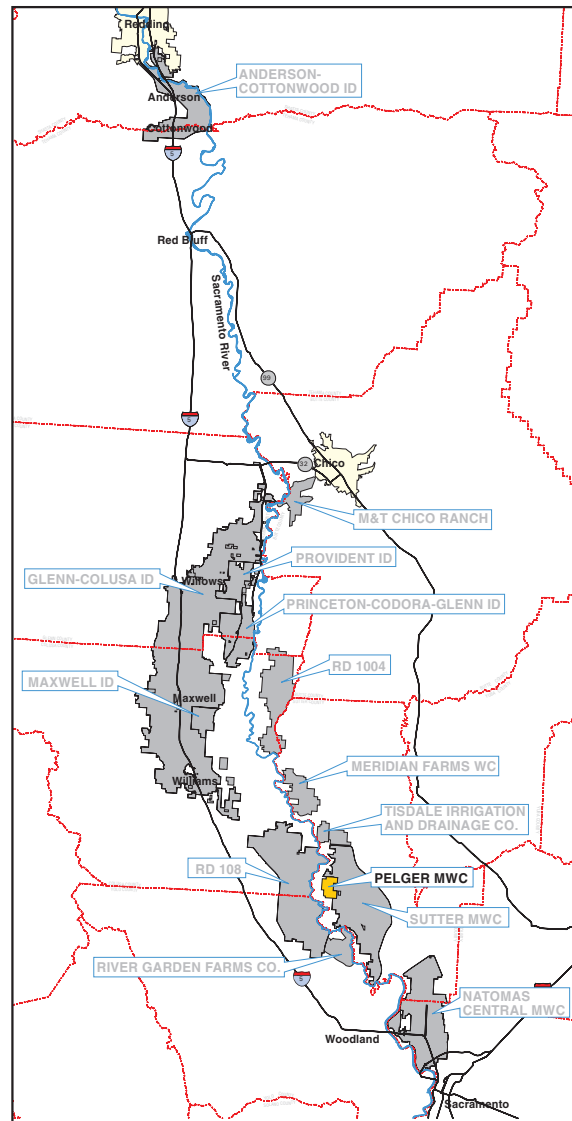 Redding
ANDERSON-
COTTONWOOD ID
Anderson
Cottonwood
5
Red Bluff
Sacramento River
99
5
32
Chico
M&T CHICO RANCH
PROVIDENT ID
Willows
GLENN-COLUSA ID
PRINCETON-CODORA-GLENN ID
RD 1004
MAXWELL ID
Maxwell
MERIDIAN FARMS WC
Williams
TISDALE IRRIGATION
AND DRAINAGE CO.
RD 108
PELGER MWC
SUTTER MWC
RIVER GARDEN FARMS CO.
5
NATOMAS
CENTRAL MWC
Woodland
Sacramento